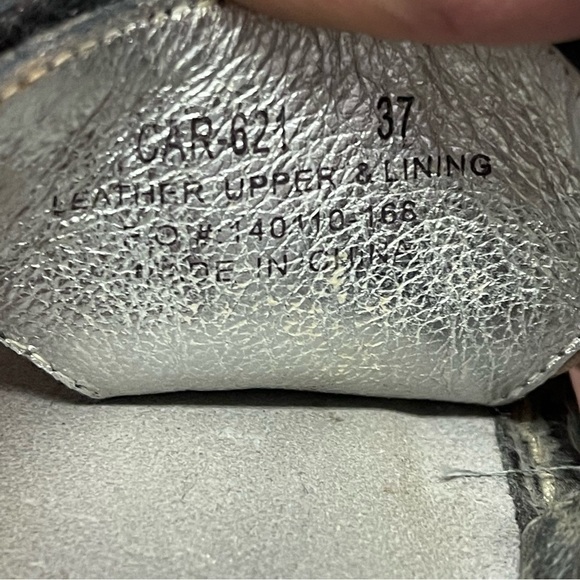 CAR-621 37
LEATHER UPPER & LINING
P.O #: 140110-166
MADE IN CHINA